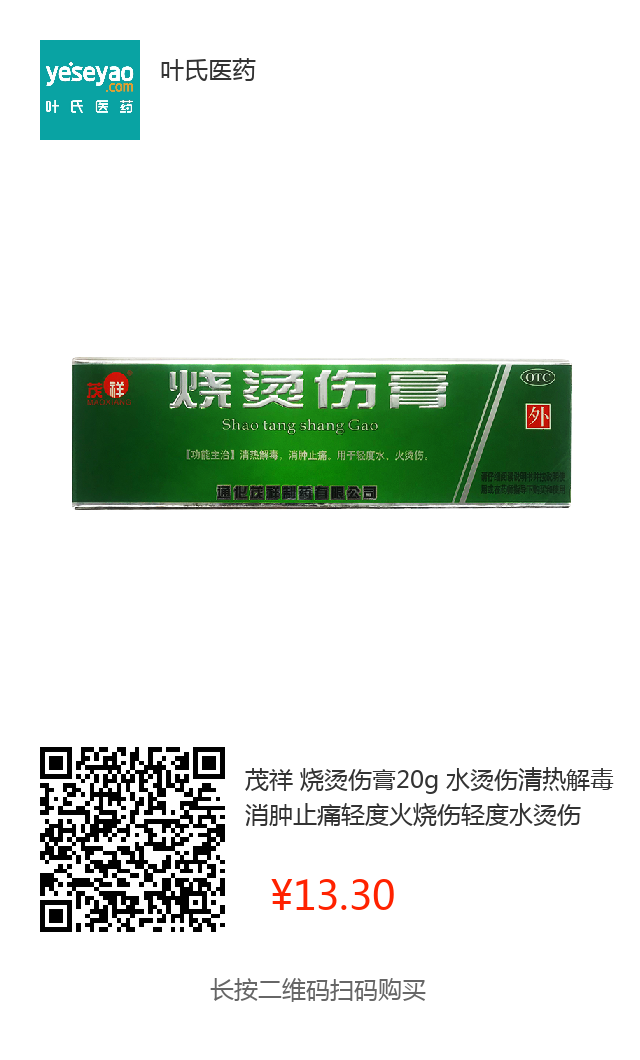 yeseyao
.com
叶氏医药
叶氏医药
茂祥
MAOXIANG
烧烫伤膏
OTC
Shao tang shang Gao
外
【功能主治】清热解毒，消肿止痛。用于轻度水、火烫伤。
通化茂祥制药有限公司
茂祥 烧烫伤膏20g 水烫伤清热解毒
消肿止痛轻度火烧伤轻度水烫伤
¥13.30
长按二维码扫码购买